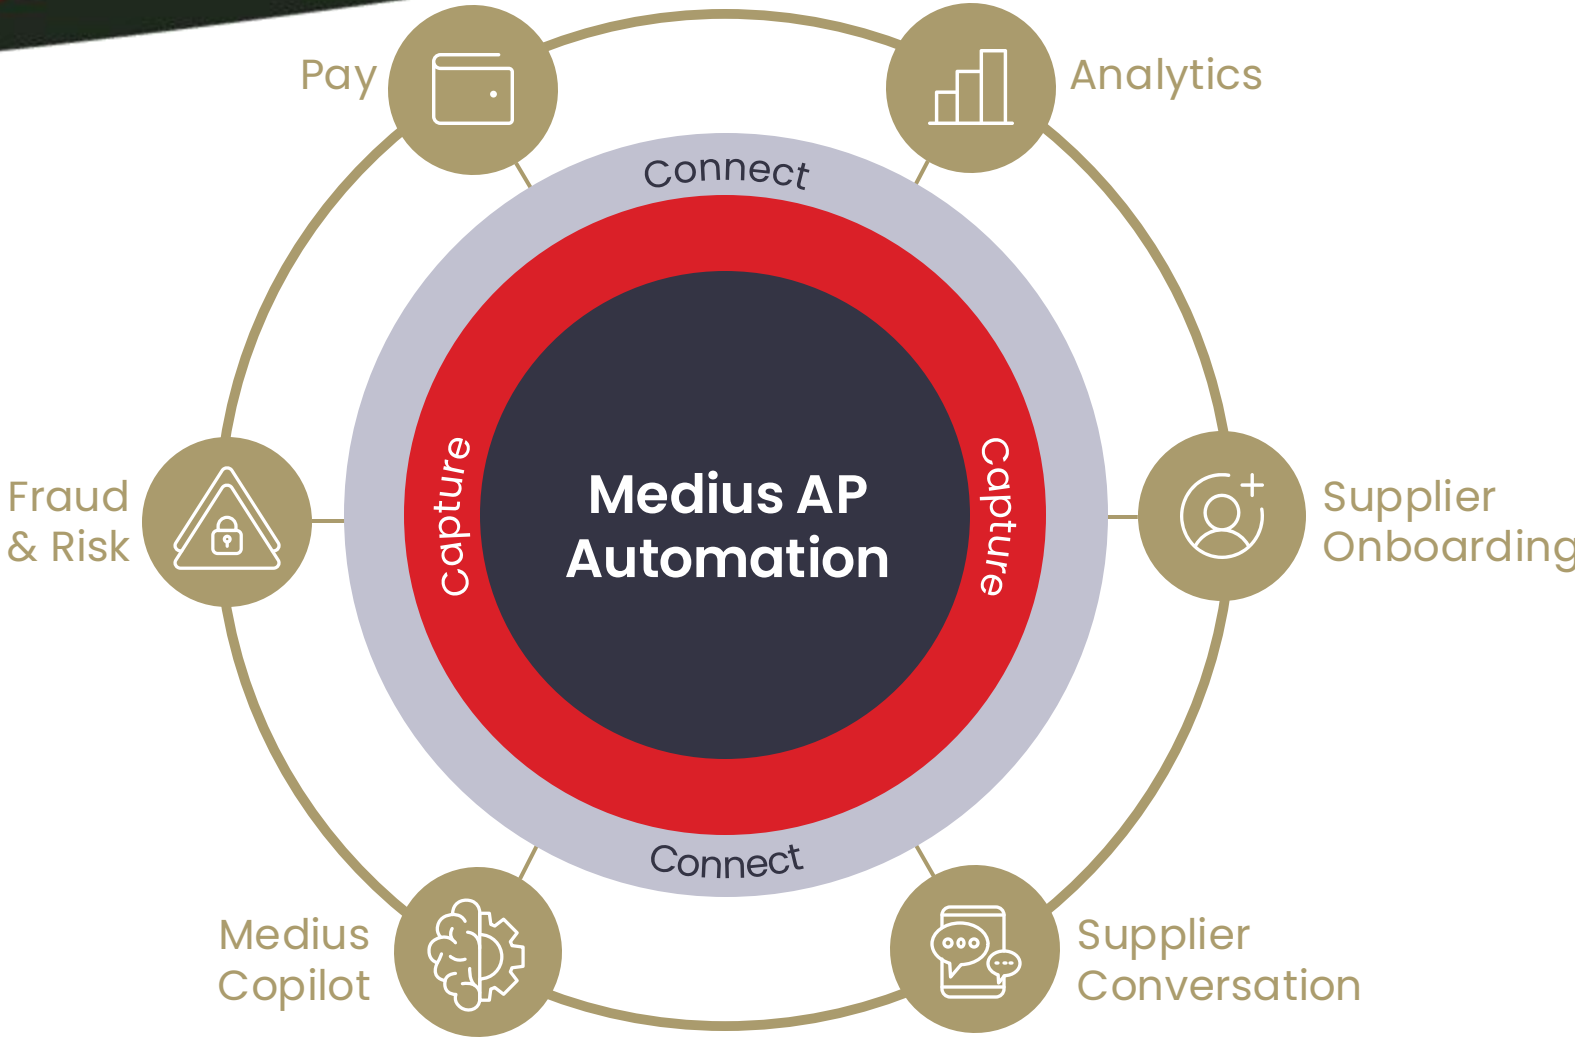 Pay
Analytics
Connect
Capture
Medius AP
Automation
Capture
Fraud
& Risk
Supplier
Onboarding
Connect
Medius
Copilot
Supplier
Conversation